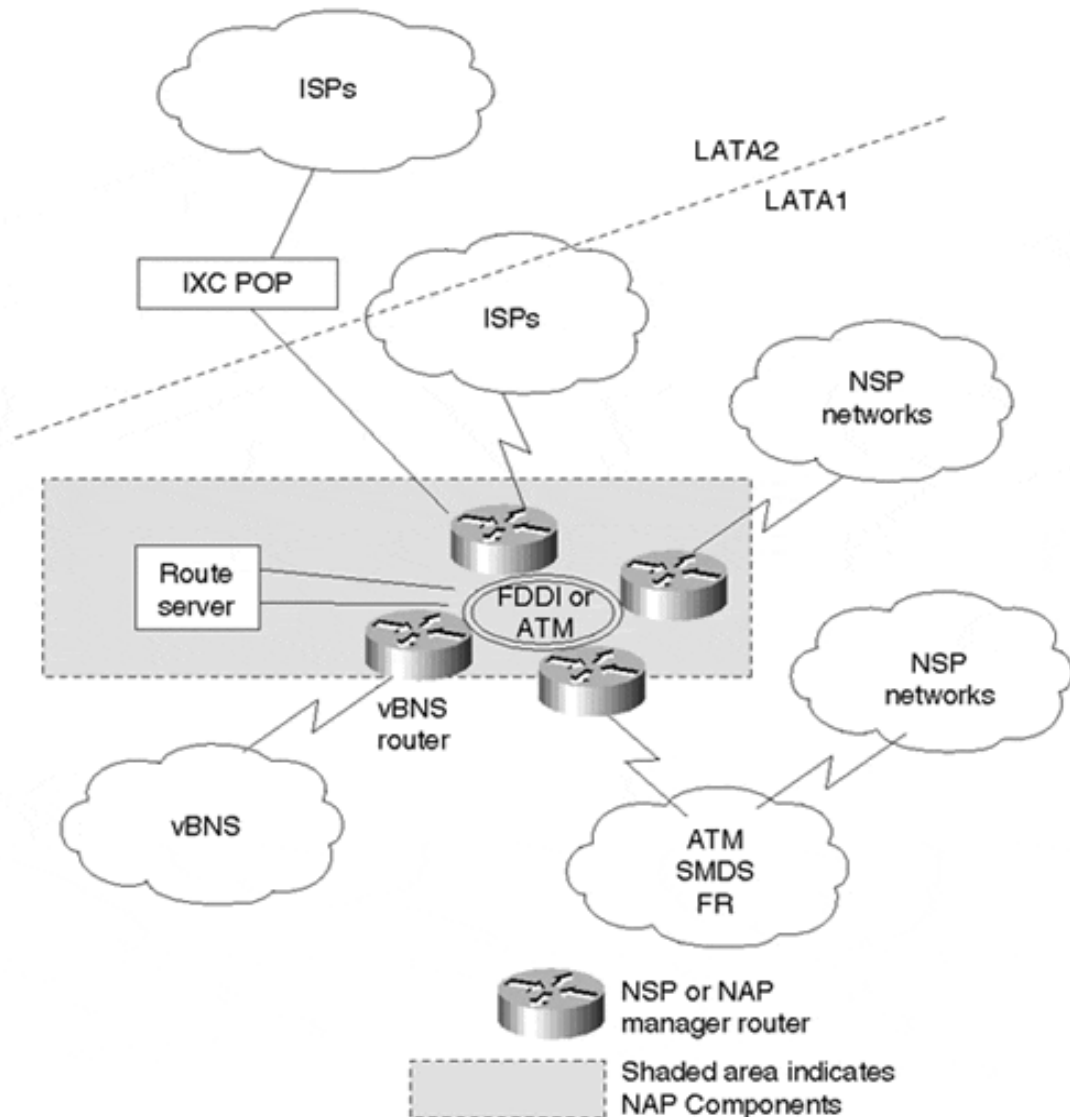 ISPs
LATA2
LATA1
IXC POP
ISPs
NSP
networks
Route
server
FDDI or
ATM
NSP
networks
vBNS
router
vBNS
ATM
SMDS
FR
NSP or NAP
manager router
Shaded area indicates
NAP Components